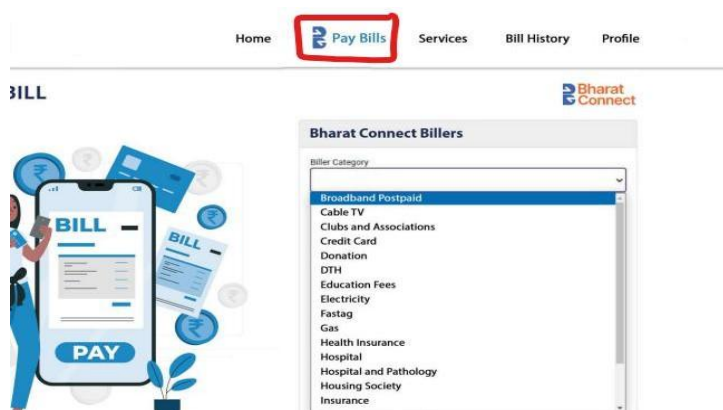 Home
Pay Bills
Services
Bill History
Profile
BILL
Bharat
Connect
Bharat Connect Billers
Biller Category
Broadband Postpaid
Cable TV
Clubs and Associations
Credit Card
Donation
DTH
Education Fees
Electricity
Fastag
Gas
Health Insurance
Hospital
Hospital and Pathology
Housing Society
Insurance
BILL
BILL
PAY